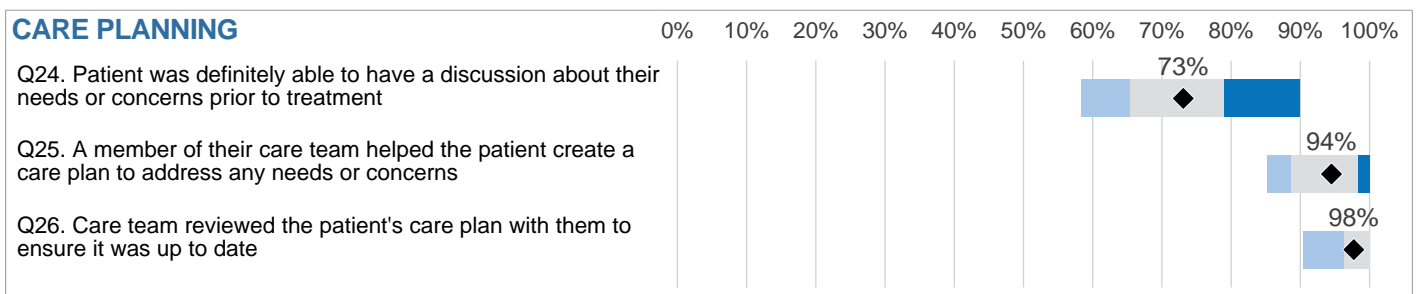 CARE PLANNING 0% 10% 20% 30% 40% 50% 60% 70% 80% 90% 100%
Q24. Patient was definitely able to have a discussion about their
needs or concerns prior to treatment
73%
Q25. A member of their care team helped the patient create a
care plan to address any needs or concerns
94%
Q26. Care team reviewed the patient's care plan with them to
ensure it was up to date
98%